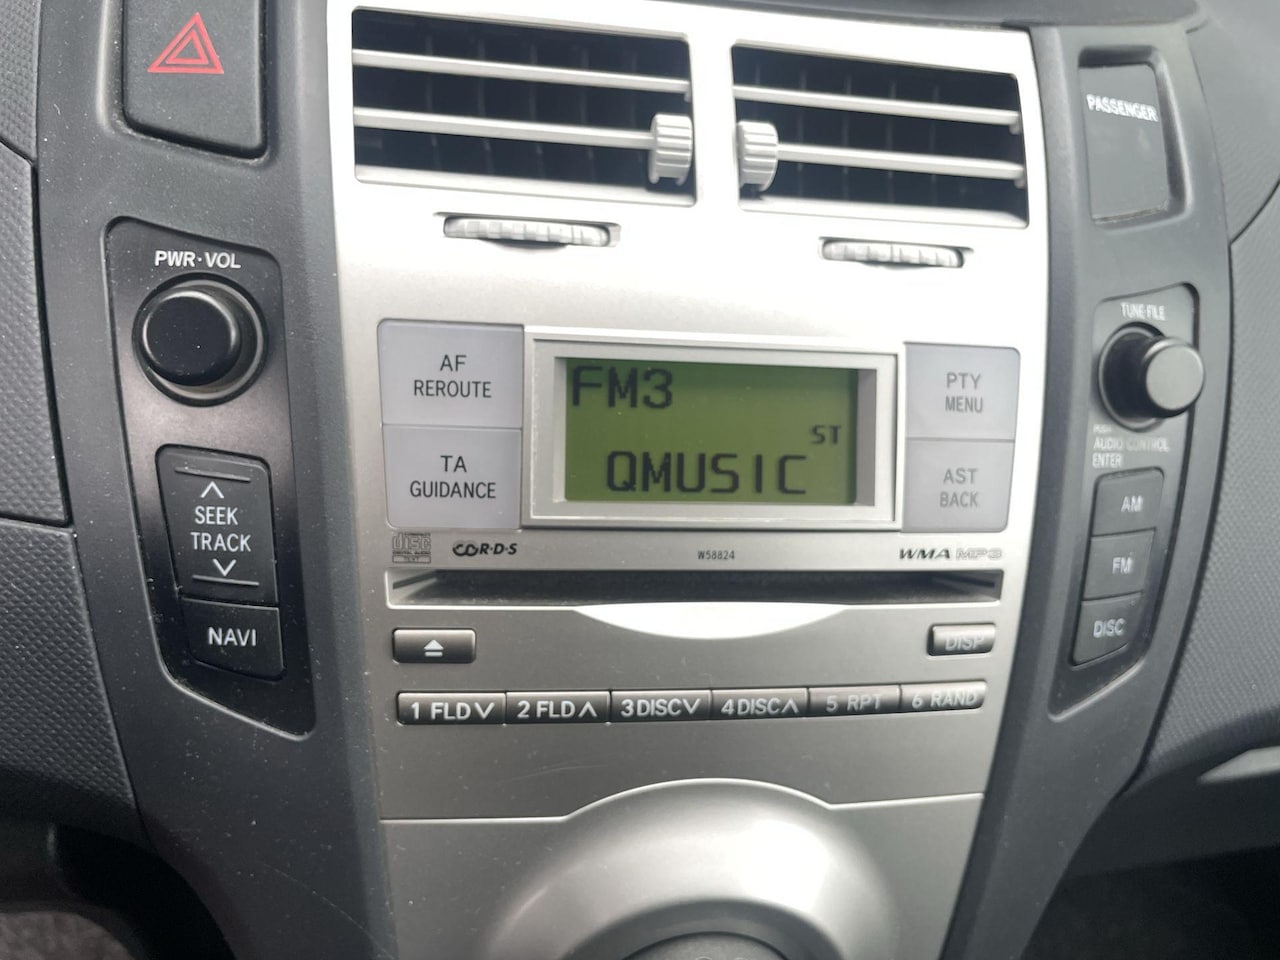 PASSENGER
PWR·VOL
TUNE·FILE
AF
REROUTE
FM3
ST
QMUSIC
PTY
MENU
TA
GUIDANCE
AST
BACK
PUSH
AUDIO CONTROL
ENTER
SEEK
TRACK
NAVI
AM
FM
DISC
disc
R·D·S
W58824
WMA MP3
DISP
1 FLD ∨
2 FLD ∧
3 DISC ∨
4 DISC ∧
5 RPT
6 RAND